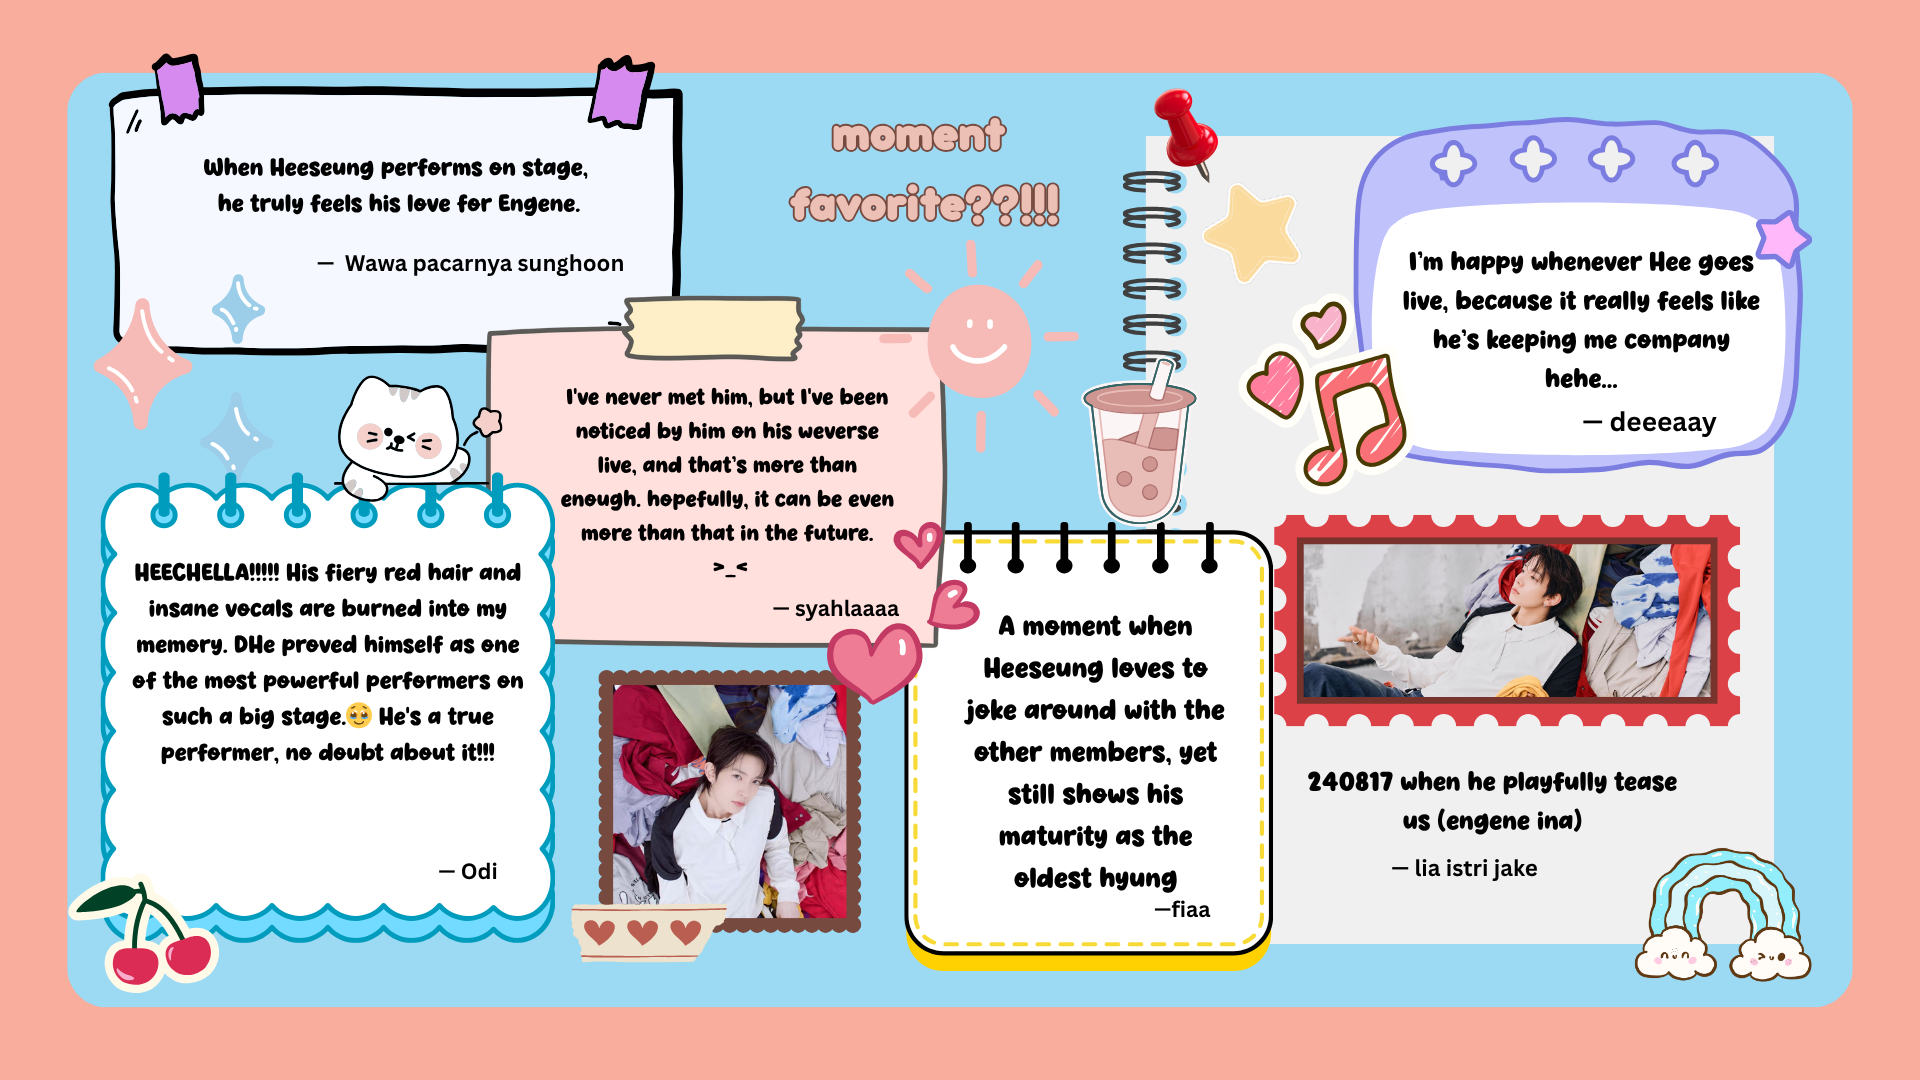 moment
favorite??!!!
When Heeseung performs on stage,
he truly feels his love for Engene.
— Wawa pacarnya sunghoon
I've never met him, but I've been
noticed by him on his weverse
live, and that's more than
enough. hopefully, it can be even
more than that in the future.
>_<
— syahlaaaa
I'm happy whenever Hee goes
live, because it really feels like
he's keeping me company
hehe...
— deeeaay
HEECHELLA!!!!! His fiery red hair and
insane vocals are burned into my
memory. DHe proved himself as one
of the most powerful performers on
such a big stage.🥹 He's a true
performer, no doubt about it!!!
— Odi
A moment when
Heeseung loves to
joke around with the
other members, yet
still shows his
maturity as the
oldest hyung
—fiaa
240817 when he playfully tease
us (engene ina)
— lia istri jake